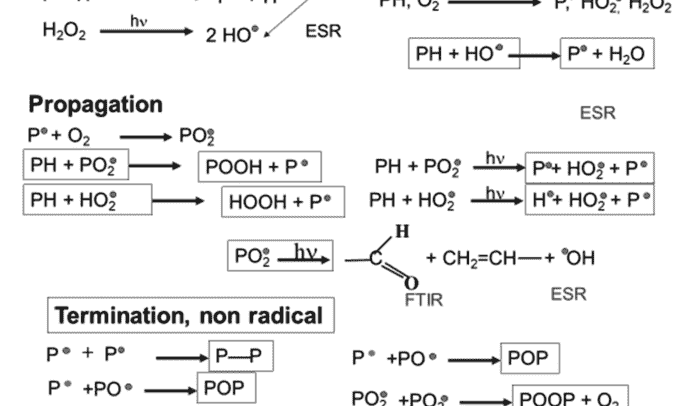 PH, O₂ → P, HO₂, H₂O₂
H₂O₂ hν → 2 HO• ESR
PH + HO• → P• + H₂O
Propagation
ESR
P• + O₂ → PO₂•
PH + PO₂• → POOH + P•
PH + PO₂• hν → P•+ HO₂• + P•
PH + HO₂• → HOOH + P•
PH + HO₂• hν → H•+ HO₂• + P•
PO₂• hν → —C H O + CH₂=CH— + •OH
FTIR ESR
Termination, non radical
P• + P• → P—P
P• +PO• → POP
P• +PO• → POP
PO₂• +PO₂• → POOP + O₂